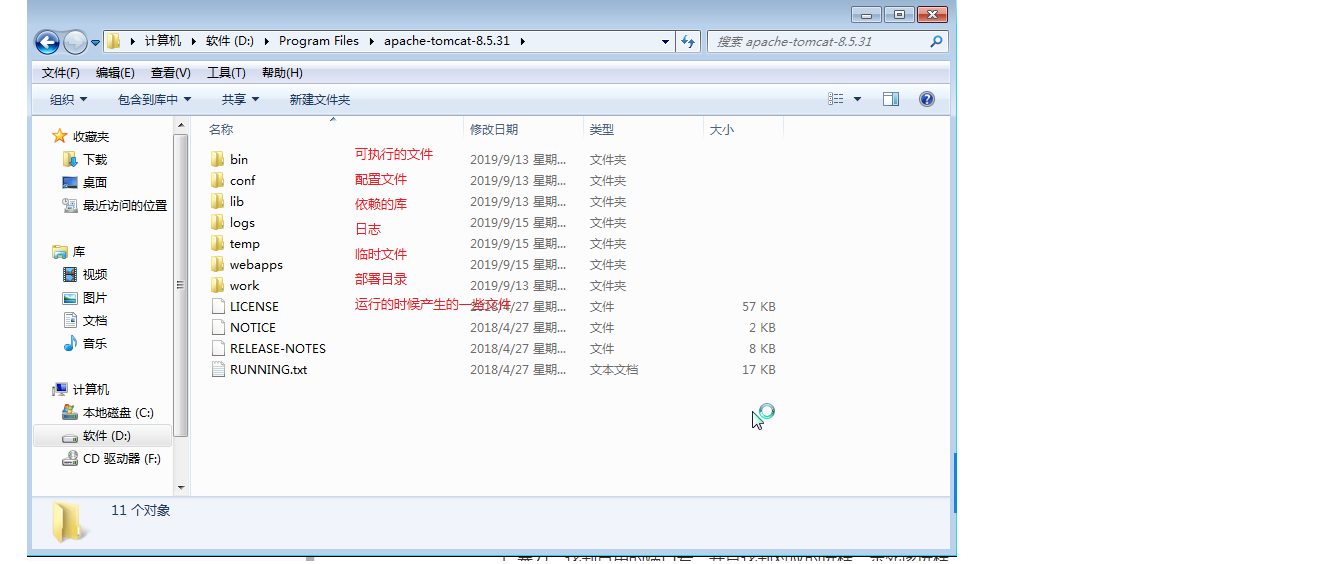 计算机 软件 (D:) Program Files apache-tomcat-8.5.31
搜索 apache-tomcat-8.5.31
文件(F) 编辑(E) 查看(V) 工具(T) 帮助(H)
组织 包含到库中 共享 新建文件夹
收藏夹
下载
桌面
最近访问的位置
库
视频
图片
文档
音乐
计算机
本地磁盘 (C:)
软件 (D:)
CD 驱动器 (F:)
名称 修改日期 类型 大小
bin 2019/9/13 星期... 文件夹
conf 2019/9/13 星期... 文件夹
lib 2019/9/13 星期... 文件夹
logs 2019/9/15 星期... 文件夹
temp 2019/9/15 星期... 文件夹
webapps 2019/9/15 星期... 文件夹
work 2019/9/13 星期... 文件夹
LICENSE 2018/4/27 星期... 文件 57 KB
NOTICE 2018/4/27 星期... 文件 2 KB
RELEASE-NOTES 2018/4/27 星期... 文件 8 KB
RUNNING.txt 2018/4/27 星期... 文本文档 17 KB
可执行的文件
配置文件
依赖的库
日志
临时文件
部署目录
运行的时候产生的一些文件
11 个对象